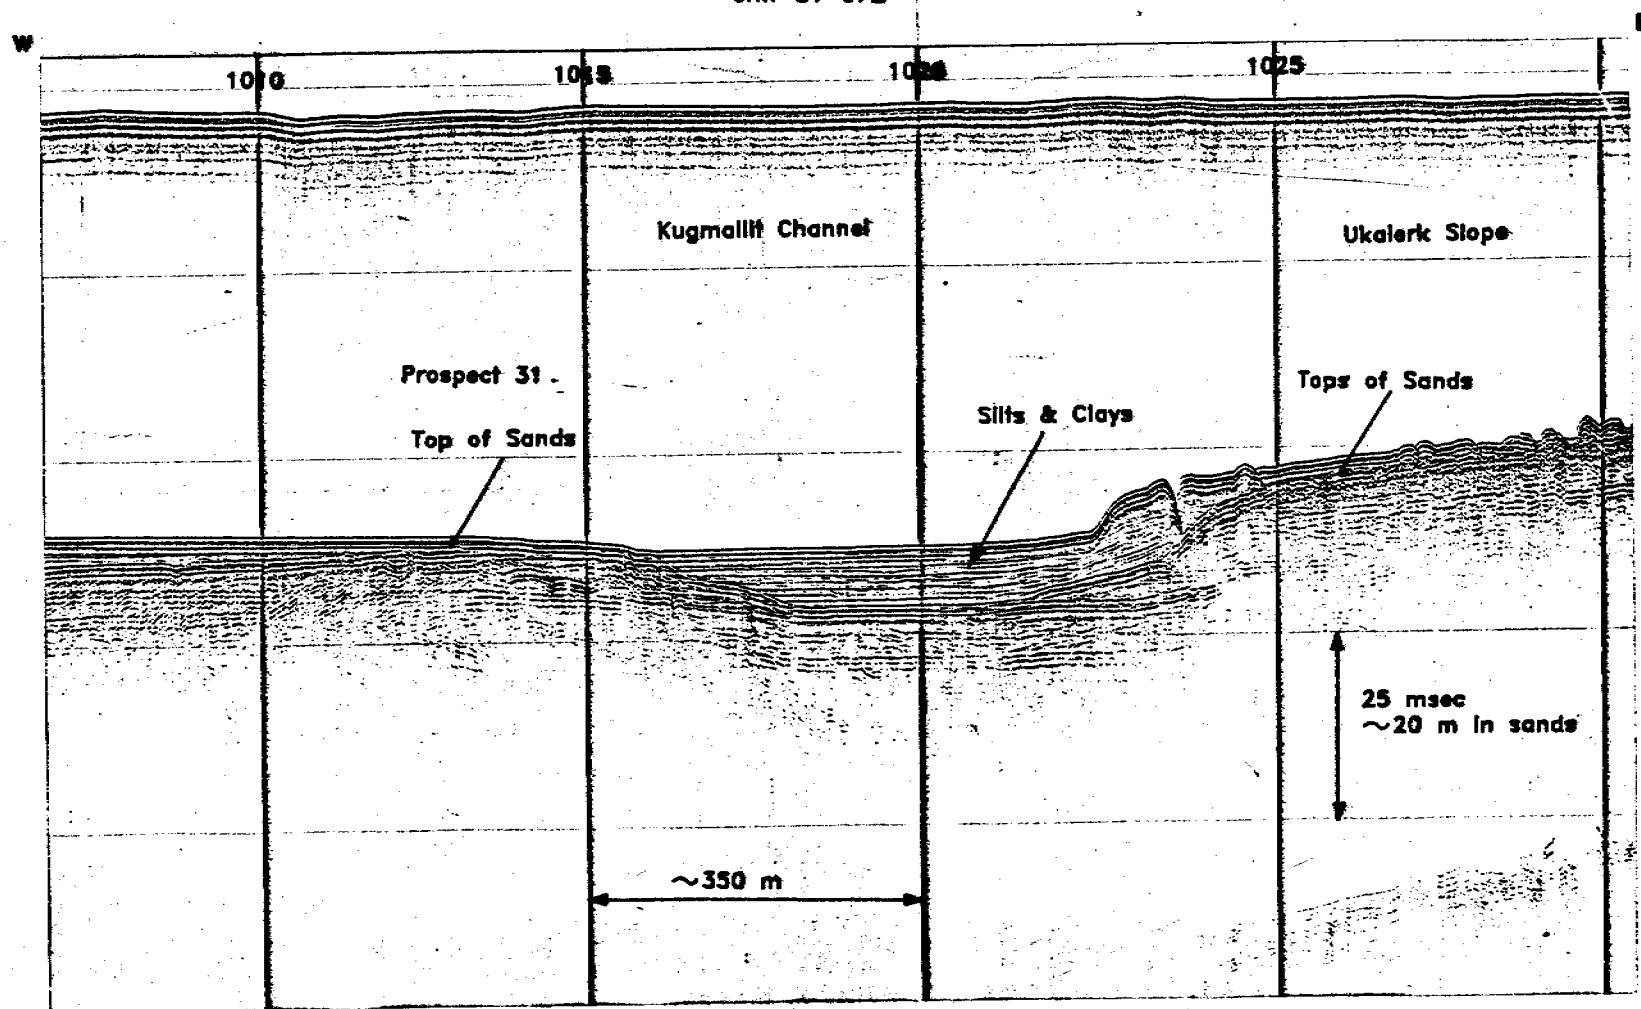 W
1010
1015
1020
1025
Kugmallit Channel
Ukalerk Slope
Prospect 31
Tops of Sands
Silts & Clays
Top of Sands
25 msec
~20 m in sands
~350 m